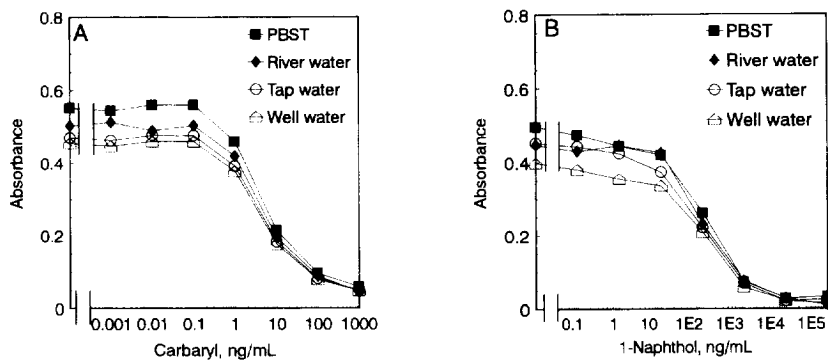 A
PBST
River water
Tap water
Well water
Absorbance
0.8
0.6
0.4
0.2
0
0.001 0.01 0.1 1 10 100 1000
Carbaryl, ng/mL
B
PBST
River water
Tap water
Well water
Absorbance
0.8
0.6
0.4
0.2
0
0.1 1 10 1E2 1E3 1E4 1E5
1-Naphthol, ng/mL